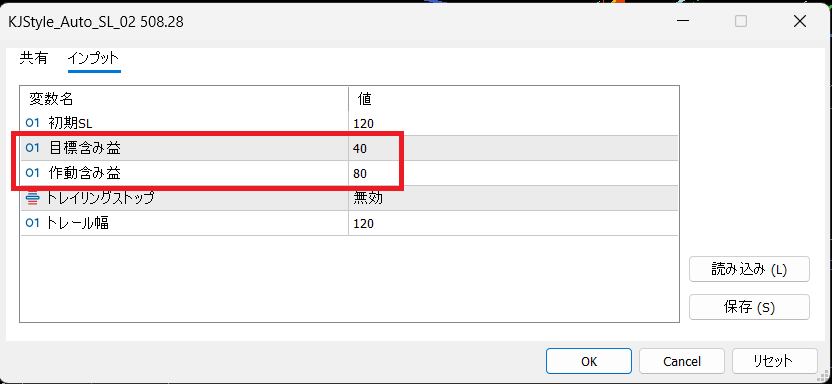 KJStyle_Auto_SL_02 508.28
共有 インプット
変数名 値
01 初期SL 120
01 目標含み益 40
01 作動含み益 80
トレイリングストップ 無効
01 トレール幅 120
読み込み (L)
保存 (S)
OK Cancel リセット